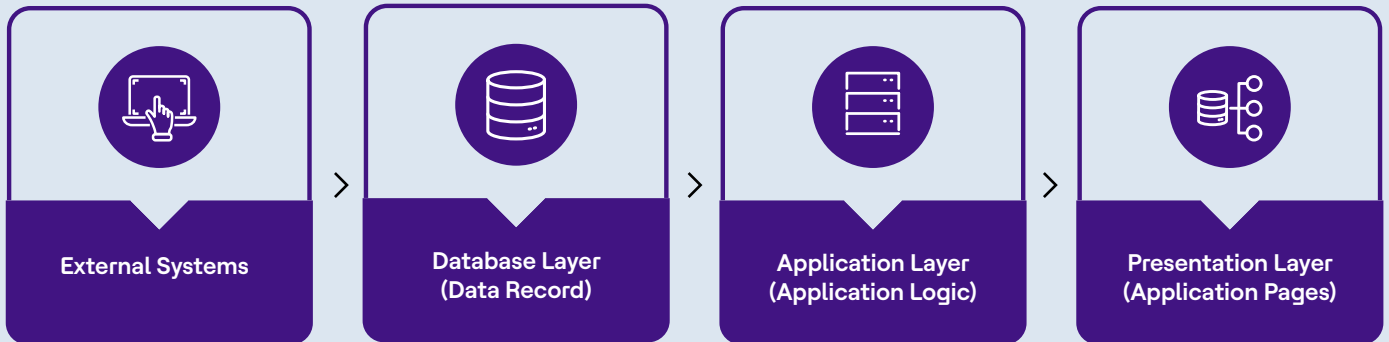 External Systems
Database Layer
(Data Record)
Application Layer
(Application Logic)
Presentation Layer
(Application Pages)